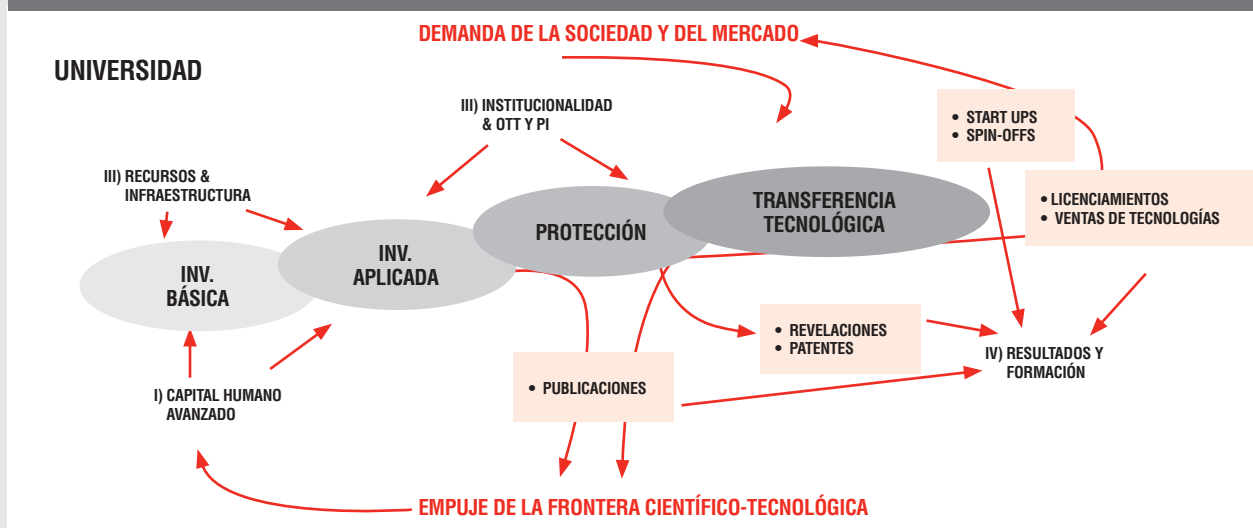 DEMANDA DE LA SOCIEDAD Y DEL MERCADO
UNIVERSIDAD
III) INSTITUCIONALIDAD
& OTT Y PI
• START UPS
• SPIN-OFFS
III) RECURSOS &
INFRAESTRUCTURA
TRANSFERENCIA
TECNOLÓGICA
• LICENCIAMIENTOS
• VENTAS DE TECNOLOGÍAS
PROTECCIÓN
INV.
APLICADA
INV.
BÁSICA
• REVELACIONES
• PATENTES
IV) RESULTADOS Y
FORMACIÓN
• PUBLICACIONES
I) CAPITAL HUMANO
AVANZADO
EMPUJE DE LA FRONTERA CIENTÍFICO-TECNOLÓGICA